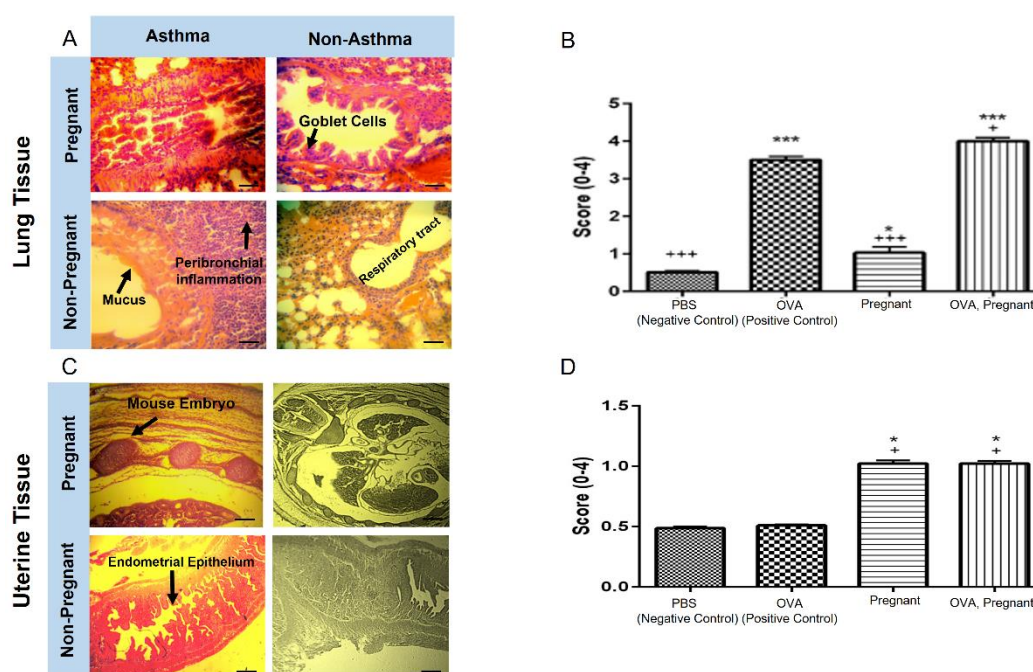 A
Asthma
Non-Asthma
Lung Tissue
Pregnant
Goblet Cells
Non-Pregnant
Mucus
Peribronchial
inflammation
Respiratory tract
B
Score (0-4)
5
4
3
2
1
0
+++
***
*
+++
***
+
PBS
(Negative Control)
OVA
(Positive Control)
Pregnant
OVA, Pregnant
C
Uterine Tissue
Pregnant
Mouse Embryo
Non-Pregnant
Endometrial Epithelium
D
Score (0-4)
1.5
1.0
0.5
0.0
*
+
*
+
PBS
(Negative Control)
OVA
(Positive Control)
Pregnant
OVA, Pregnant